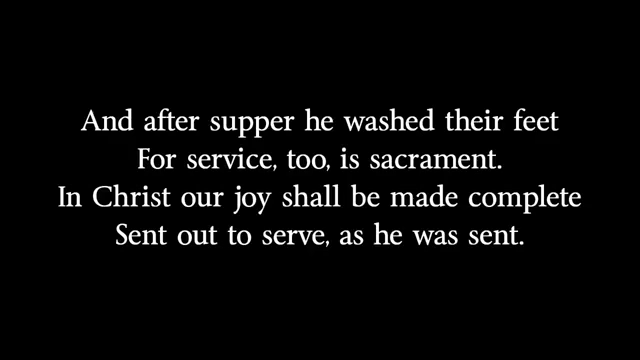 And after supper he washed their feet
For service, too, is sacrament.
In Christ our joy shall be made complete
Sent out to serve, as he was sent.